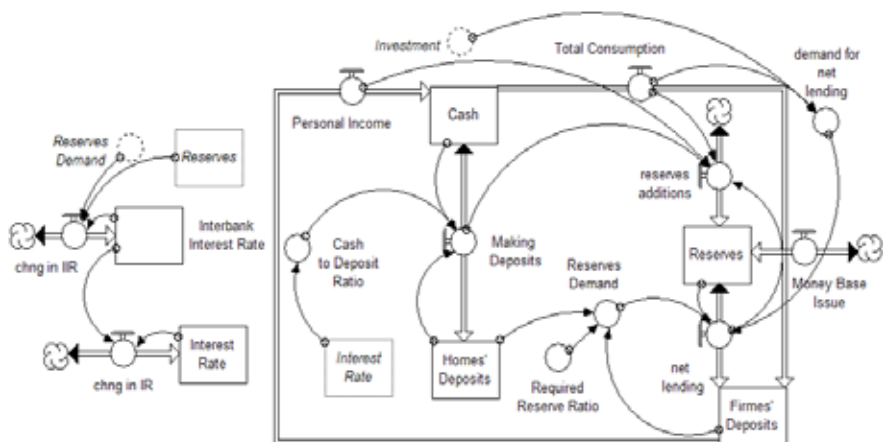 Investment
Total Consumption
demand for
net
lending
Personal Income
Cash
Reserves
Demand
Reserves
reserves
additions
Interbank
Interest Rate
chng in IIR
Cash
to Deposit
Ratio
Making
Deposits
Reserves
Demand
Reserves
Money Base
Issue
Interest
Rate
chng in IR
Interest
Rate
Homes'
Deposits
Required
Reserve Ratio
net
lending
Firmes'
Deposits